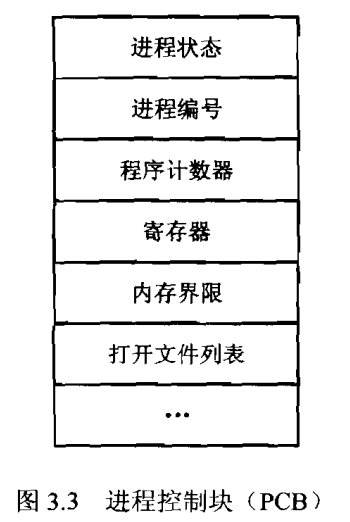 进程状态
进程编号
程序计数器
寄存器
内存界限
打开文件列表
...
图 3.3 进程控制块（PCB）